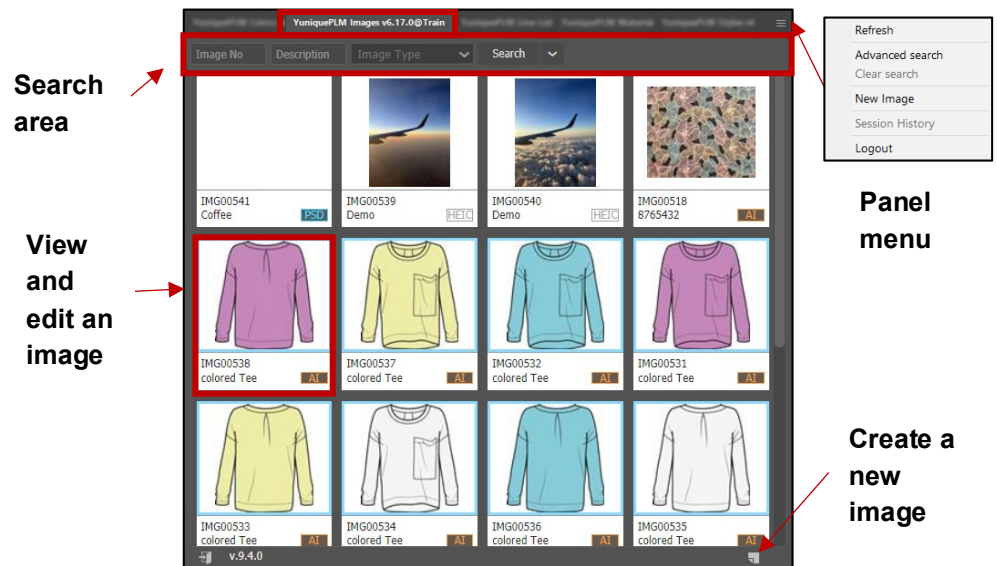 YuniquePLM Images v6.17.0@Train
Image No Description Image Type Search
Search
area
IMG00541
Coffee PSD
IMG00539
Demo HEIC
IMG00540
Demo HEIC
IMG00518
8765432 AI
View
and
edit an
image
IMG00538
colored Tee AI
IMG00537
colored Tee AI
IMG00532
colored Tee AI
IMG00531
colored Tee AI
IMG00533
colored Tee AI
IMG00534
colored Tee AI
IMG00536
colored Tee AI
IMG00535
colored Tee AI
v.9.4.0
Refresh
Advanced search
Clear search
New Image
Session History
Logout
Panel
menu
Create a
new
image